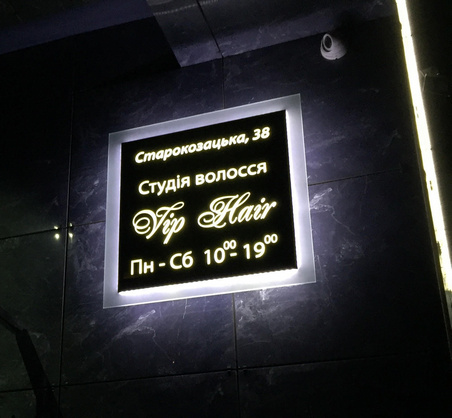 Старокозацька, 38
Студія волосся
Vip Hair
Пн - Сб 10⁰⁰- 19⁰⁰